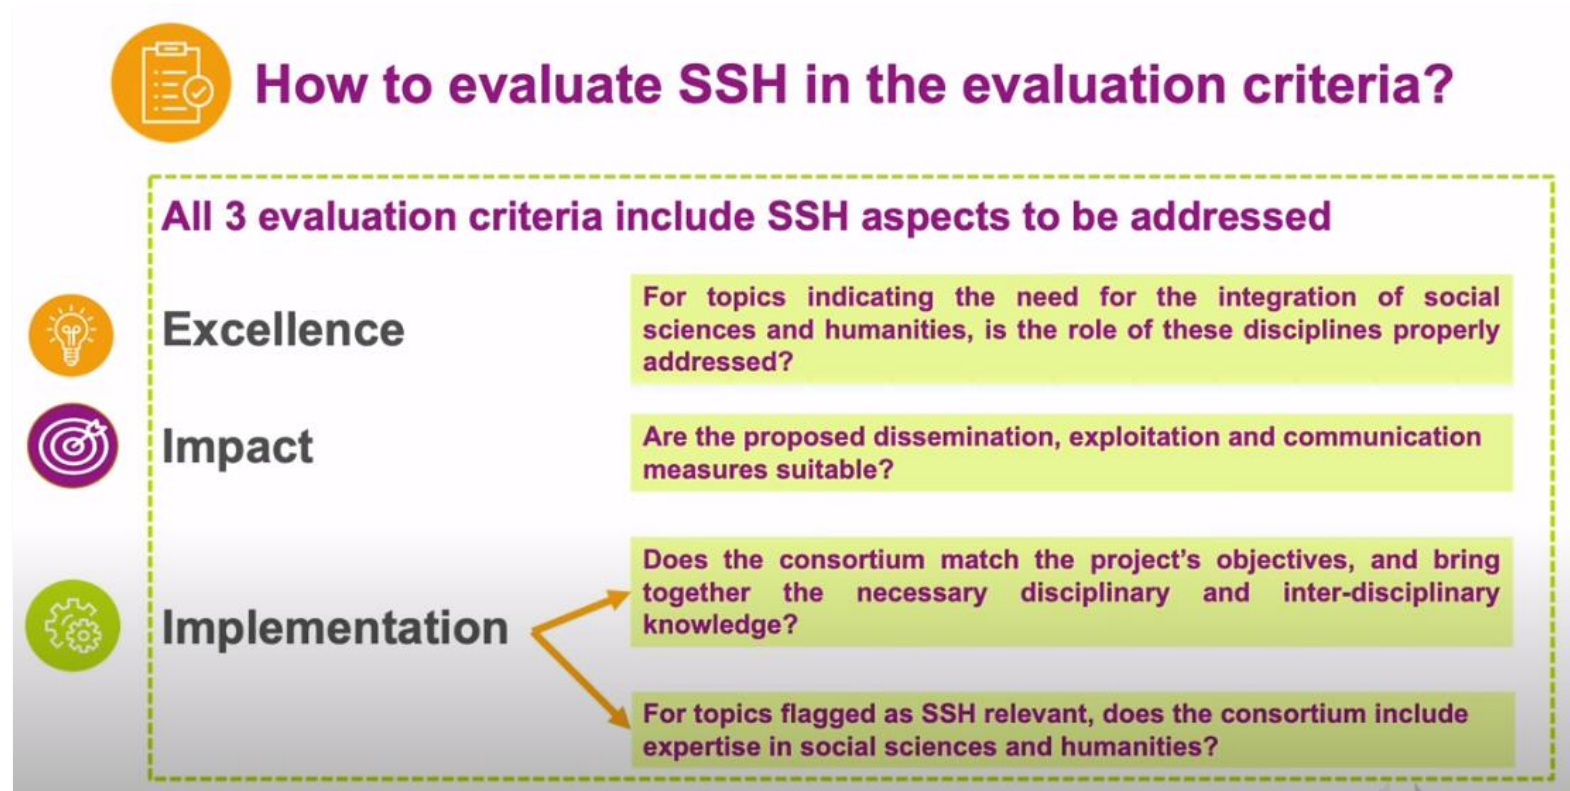 How to evaluate SSH in the evaluation criteria?
All 3 evaluation criteria include SSH aspects to be addressed
Excellence
For topics indicating the need for the integration of social
sciences and humanities, is the role of these disciplines properly
addressed?
Impact
Are the proposed dissemination, exploitation and communication
measures suitable?
Implementation
Does the consortium match the project's objectives, and bring
together the necessary disciplinary and inter-disciplinary
knowledge?
For topics flagged as SSH relevant, does the consortium include
expertise in social sciences and humanities?